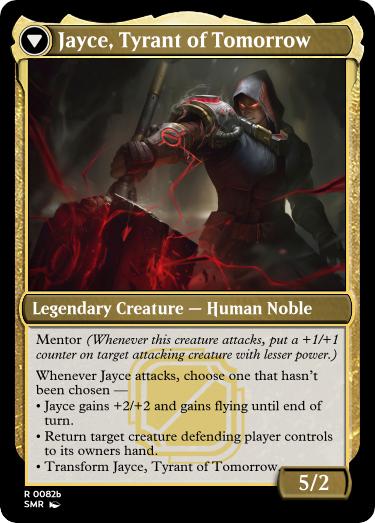 Jayce, Tyrant of Tomorrow
Legendary Creature — Human Noble
Mentor (Whenever this creature attacks, put a +1/+1
counter on target attacking creature with lesser power.)
Whenever Jayce attacks, choose one that hasn't
been chosen —
• Jayce gains +2/+2 and gains flying until end of
turn.
• Return target creature defending player controls
to its owners hand.
• Transform Jayce, Tyrant of Tomorrow.
5/2
R 0082b
SMR